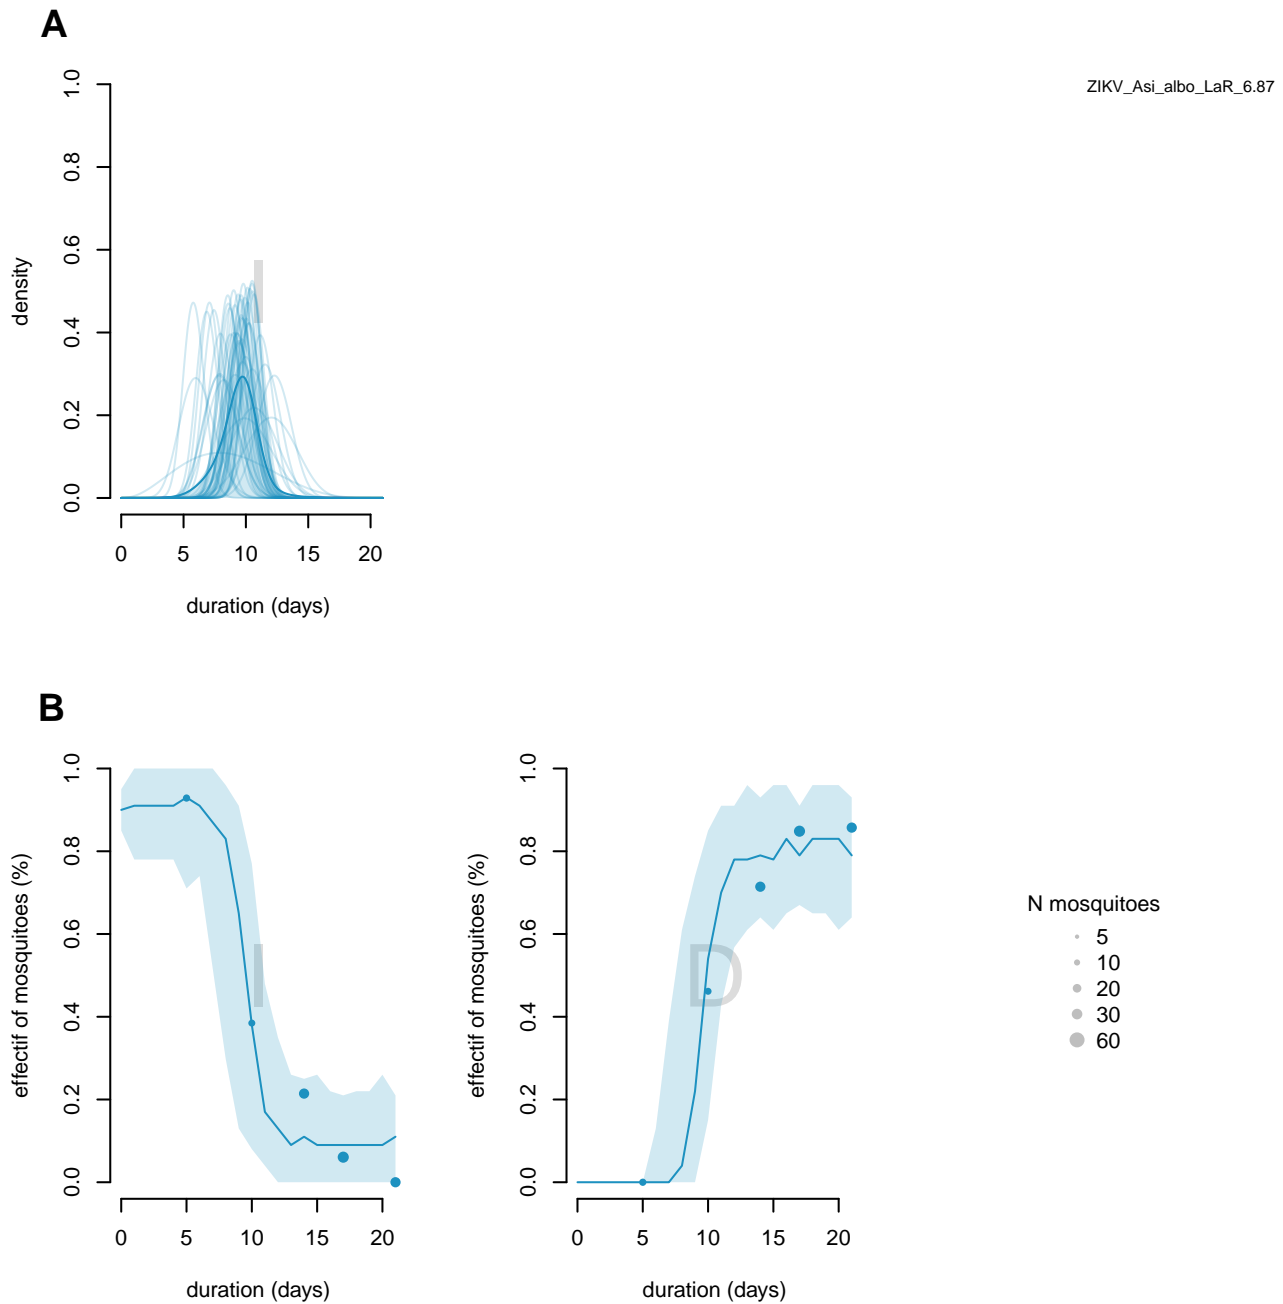 A
ZIKV_Asi_albo_LaR_6.87
density
0.0
0.2
0.4
0.6
0.8
1.0
I
0 5 10 15 20
duration (days)
B
effectif of mosquitoes (%)
0.0
0.2
0.4
0.6
0.8
1.0
I
0 5 10 15 20
duration (days)
effectif of mosquitoes (%)
0.0
0.2
0.4
0.6
0.8
1.0
D
0 5 10 15 20
duration (days)
N mosquitoes
5
10
20
30
60